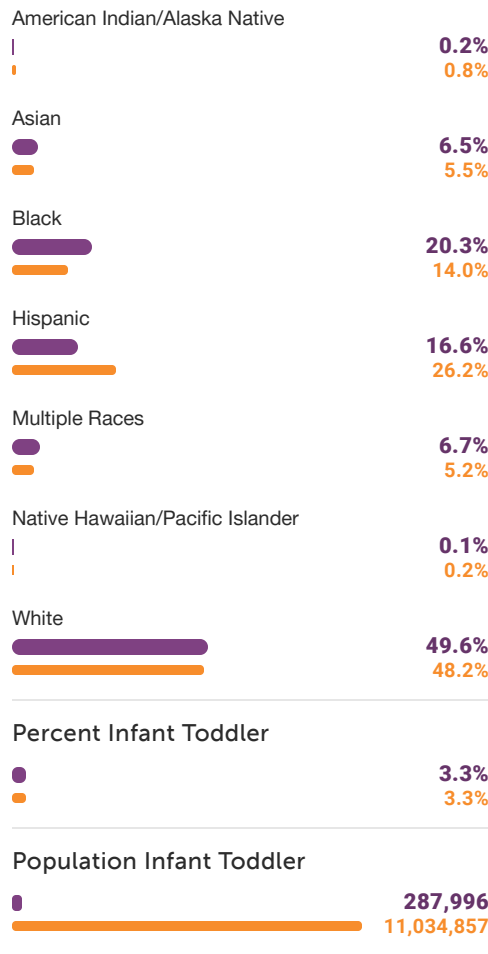 American Indian/Alaska Native
0.2%
0.8%
Asian
6.5%
5.5%
Black
20.3%
14.0%
Hispanic
16.6%
26.2%
Multiple Races
6.7%
5.2%
Native Hawaiian/Pacific Islander
0.1%
0.2%
White
49.6%
48.2%
Percent Infant Toddler
3.3%
3.3%
Population Infant Toddler
287,996
11,034,857